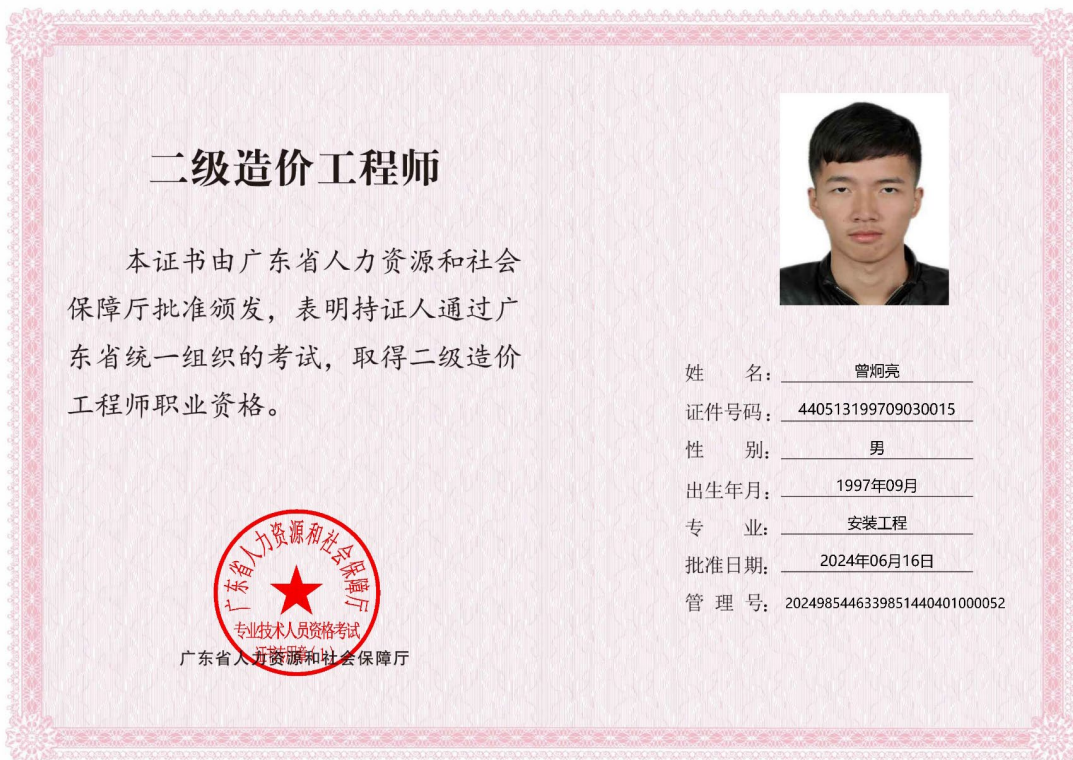 二级造价工程师
本证书由广东省人力资源和社会
保障厅批准颁发，表明持证人通过广
东省统一组织的考试，取得二级造价
工程师职业资格。
姓 名：曾炯亮
证件号码：440513199709030015
性 别：男
出生年月：1997年09月
专 业：安装工程
批准日期：2024年06月16日
管 理 号：2024985446339851440401000052
广东省人力资源和社会保障厅
专业技术人员资格考试
广东省人力资源和社会保障厅